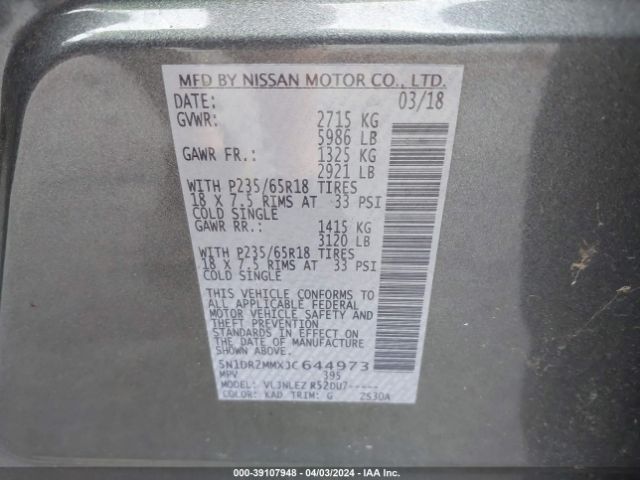 MFD BY NISSAN MOTOR CO., LTD.
DATE: 03/18
GVWR: 2715 KG
5986 LB
GAWR FR.: 1325 KG
2921 LB
WITH P235/65R18 TIRES
18 X 7.5 RIMS AT 33 PSI
COLD SINGLE
GAWR RR.: 1415 KG
3120 LB
WITH P235/65R18 TIRES
18 X 7.5 RIMS AT 33 PSI
COLD SINGLE
THIS VEHICLE CONFORMS TO
ALL APPLICABLE FEDERAL
MOTOR VEHICLE SAFETY AND
THEFT PREVENTION
STANDARDS IN EFFECT ON
THE DATE OF MANUFACTURE
SHOWN ABOVE.
5N1DR2MMXJC644973
MPV 395
MODEL: VL3NLEZ R52DU7-----
COLOR: KAD TRIM: G 2S30A
000-39107948 - 04/03/2024 - IAA Inc.